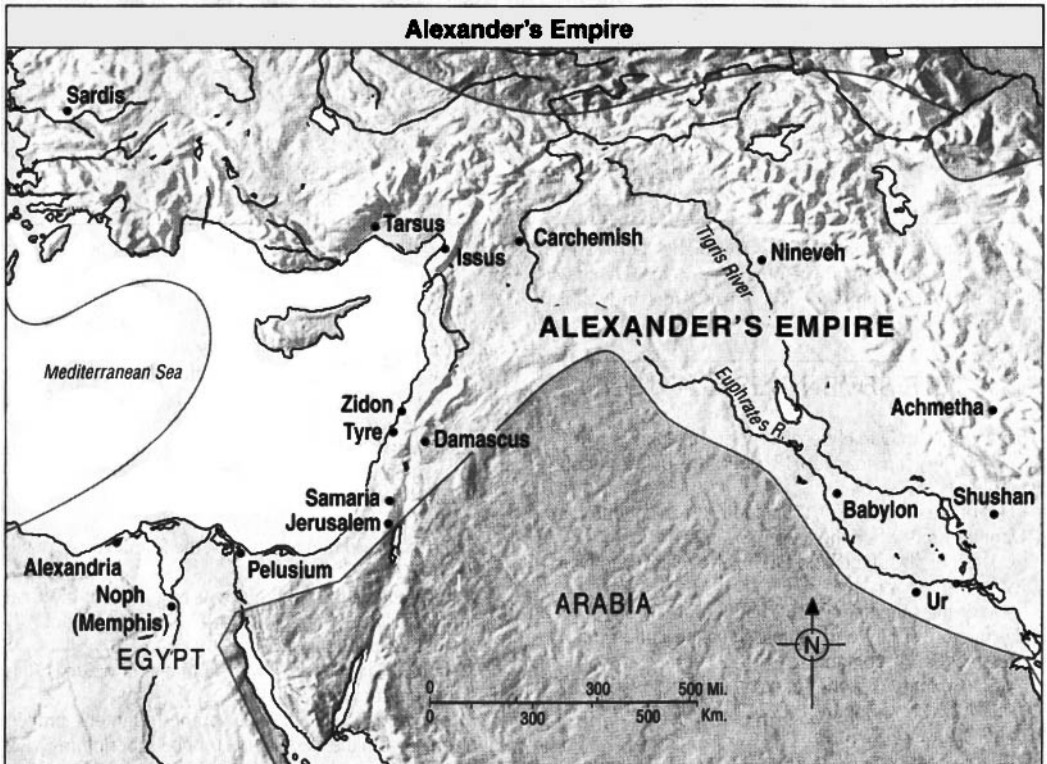 Alexander's Empire
Sardis
Tarsus
Issus
Carchemish
Tigris River
Nineveh
ALEXANDER'S EMPIRE
Mediterranean Sea
Euphrates R.
Zidon
Tyre
Damascus
Achmetha
Samaria
Jerusalem
Babylon
Shushan
Alexandria
Pelusium
Noph
(Memphis)
EGYPT
ARABIA
Ur
N
0 300 500 Mi.
0 300 500 Km.